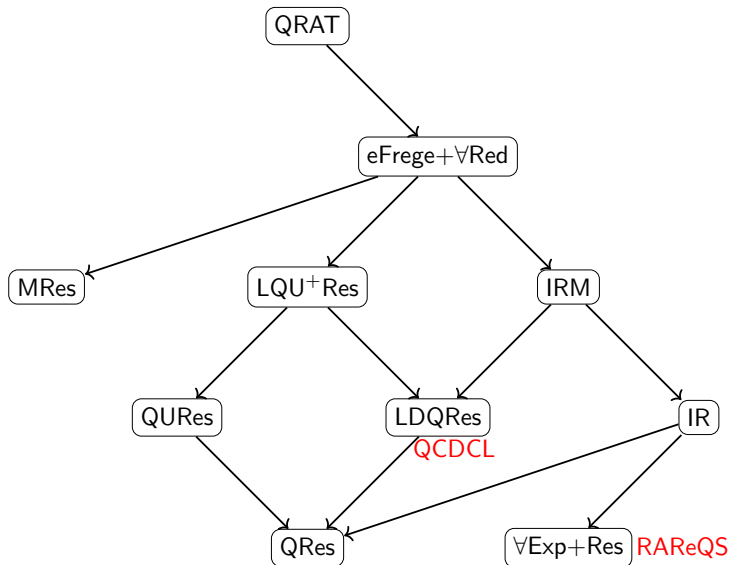 QRAT
eFrege+∀Red
MRes
LQU⁺Res
IRM
QURes
LDQRes
IR
QCDCL
QRes
∀Exp+Res
RAReQS